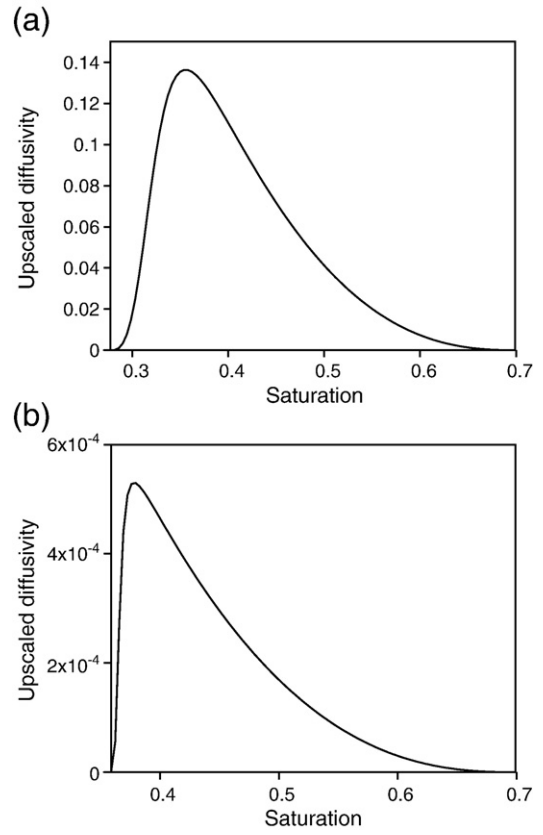 (a)
Upscaled diffusivity
0.14
0.12
0.1
0.08
0.06
0.04
0.02
0
0.3 0.4 0.5 0.6 0.7
Saturation
(b)
Upscaled diffusivity
6x10-4
4x10-4
2x10-4
0
0.4 0.5 0.6 0.7
Saturation